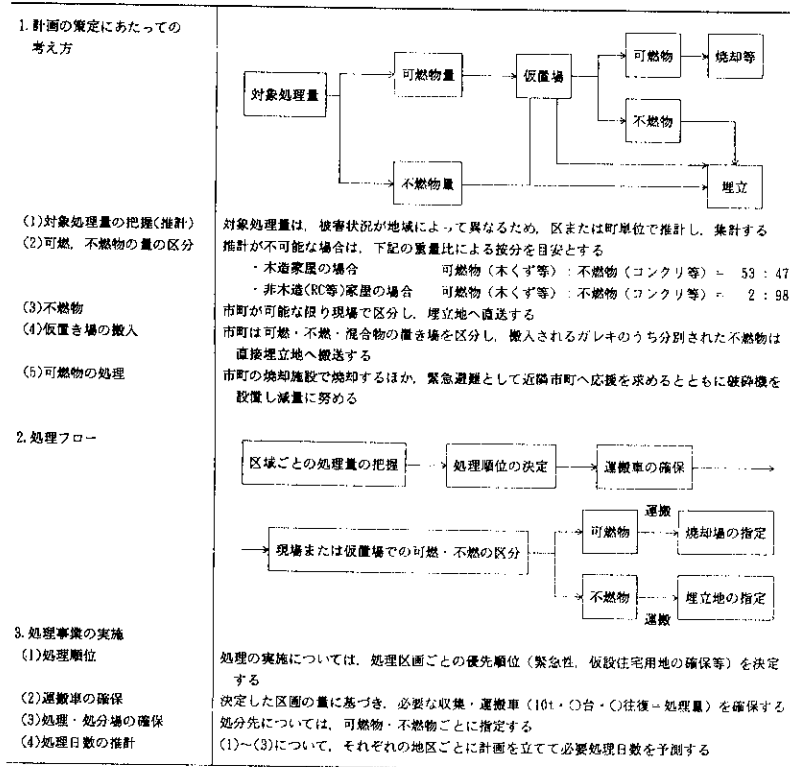 1. 計画の策定にあたっての
考え方
対象処理量
可燃物量
不燃物量
仮置場
可燃物
焼却等
不燃物
埋立
(1)対象処理量の把握(推計)
対象処理量は，被害状況が地域によって異なるため，区または町単位で推計し，集計する
(2)可燃，不燃物の量の区分
推計が不可能な場合は，下記の重量比による按分を目安とする
・木造家屋の場合　可燃物（木くず等）：不燃物（コンクリ等）＝ 53 : 47
・非木造(RC等)家屋の場合　可燃物（木くず等）：不燃物（コンクリ等）＝ 2 : 98
(3)不燃物
市町が可能な限り現場で区分し，埋立地へ直送する
(4)仮置き場の搬入
市町は可燃・不燃・混合物の置き場を区分し，搬入されるガレキのうち分別された不燃物は
直接埋立地へ搬送する
(5)可燃物の処理
市町の焼却施設で焼却するほか，緊急避難として近隣市町へ応援を求めるとともに破砕機を
設置し減量に努める
2. 処理フロー
区域ごとの処理量の把握
処理順位の決定
運搬車の確保
現場または仮置場での可燃・不燃の区分
可燃物
運搬
焼却場の指定
不燃物
運搬
埋立地の指定
3. 処理事業の実施
(1)処理順位
処理の実施については，処理区画ごとの優先順位（緊急性，仮設住宅用地の確保等）を決定
する
(2)運搬車の確保
決定した区画の量に基づき，必要な収集・運搬車（10t・○台・○往復＝処理量）を確保する
(3)処理・処分場の確保
処分先については，可燃物・不燃物ごとに指定する
(4)処理日数の推計
(1)～(3)について，それぞれの地区ごとに計画を立てて必要処理日数を予測する